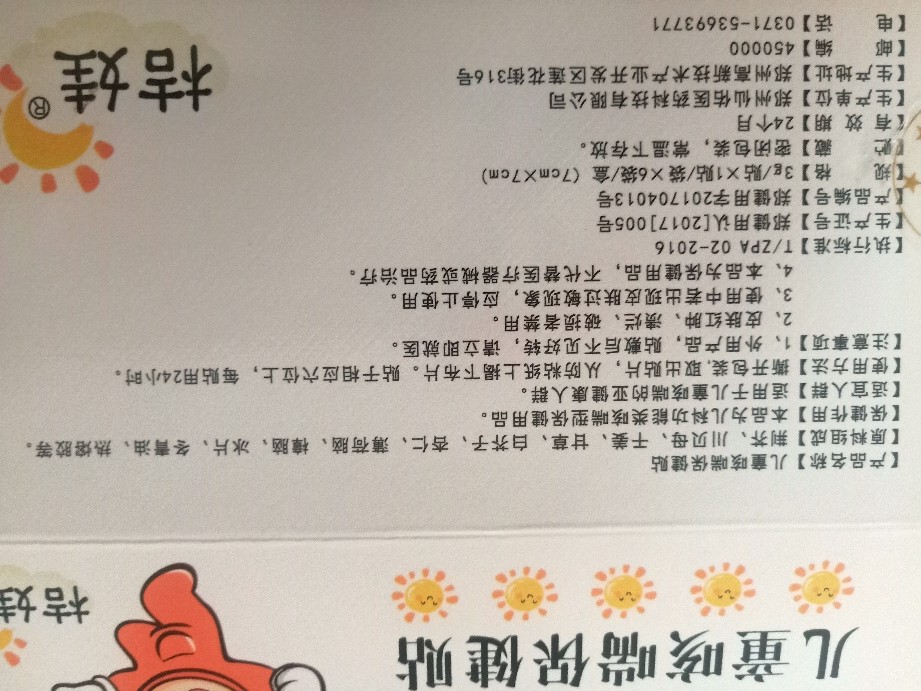 儿童咳喘保健贴
桔娃
【产品名称】儿童咳喘保健贴
【原料组成】荆芥、川贝母、干姜、甘草、白芥子、杏仁、薄荷脑、樟脑、冰片、冬青油、热熔胶等。
【保健作用】本品为儿科功能类咳喘型保健用品。
【适宜人群】适用于儿童咳喘的亚健康人群。
【使用方法】撕开包装，取出贴片，从防粘纸上揭下布片。贴于相应穴位上，每贴用24小时。
【注意事项】1、外用产品，贴敷后不见好转，请立即就医。
2、皮肤红肿、溃烂、破损者禁用。
3、使用中若出现皮肤过敏现象，应停止使用。
4、本品为保健用品，不代替医疗器械或药品治疗。
【执行标准】T/ZPA 02-2016
【生产证号】郑健用认[2017]005号
【产品编号】郑健用字201704013号
【规 格】3g/贴×1贴/袋×6袋/盒（7cm×7cm）
【贮 藏】密闭包装，常温下存放。
【有 效 期】24个月
【生产单位】郑州仙佑医药科技有限公司
【生产地址】郑州高新技术产业开发区莲花街316号
【邮 编】450000
【电 话】0371-53693771
桔娃®